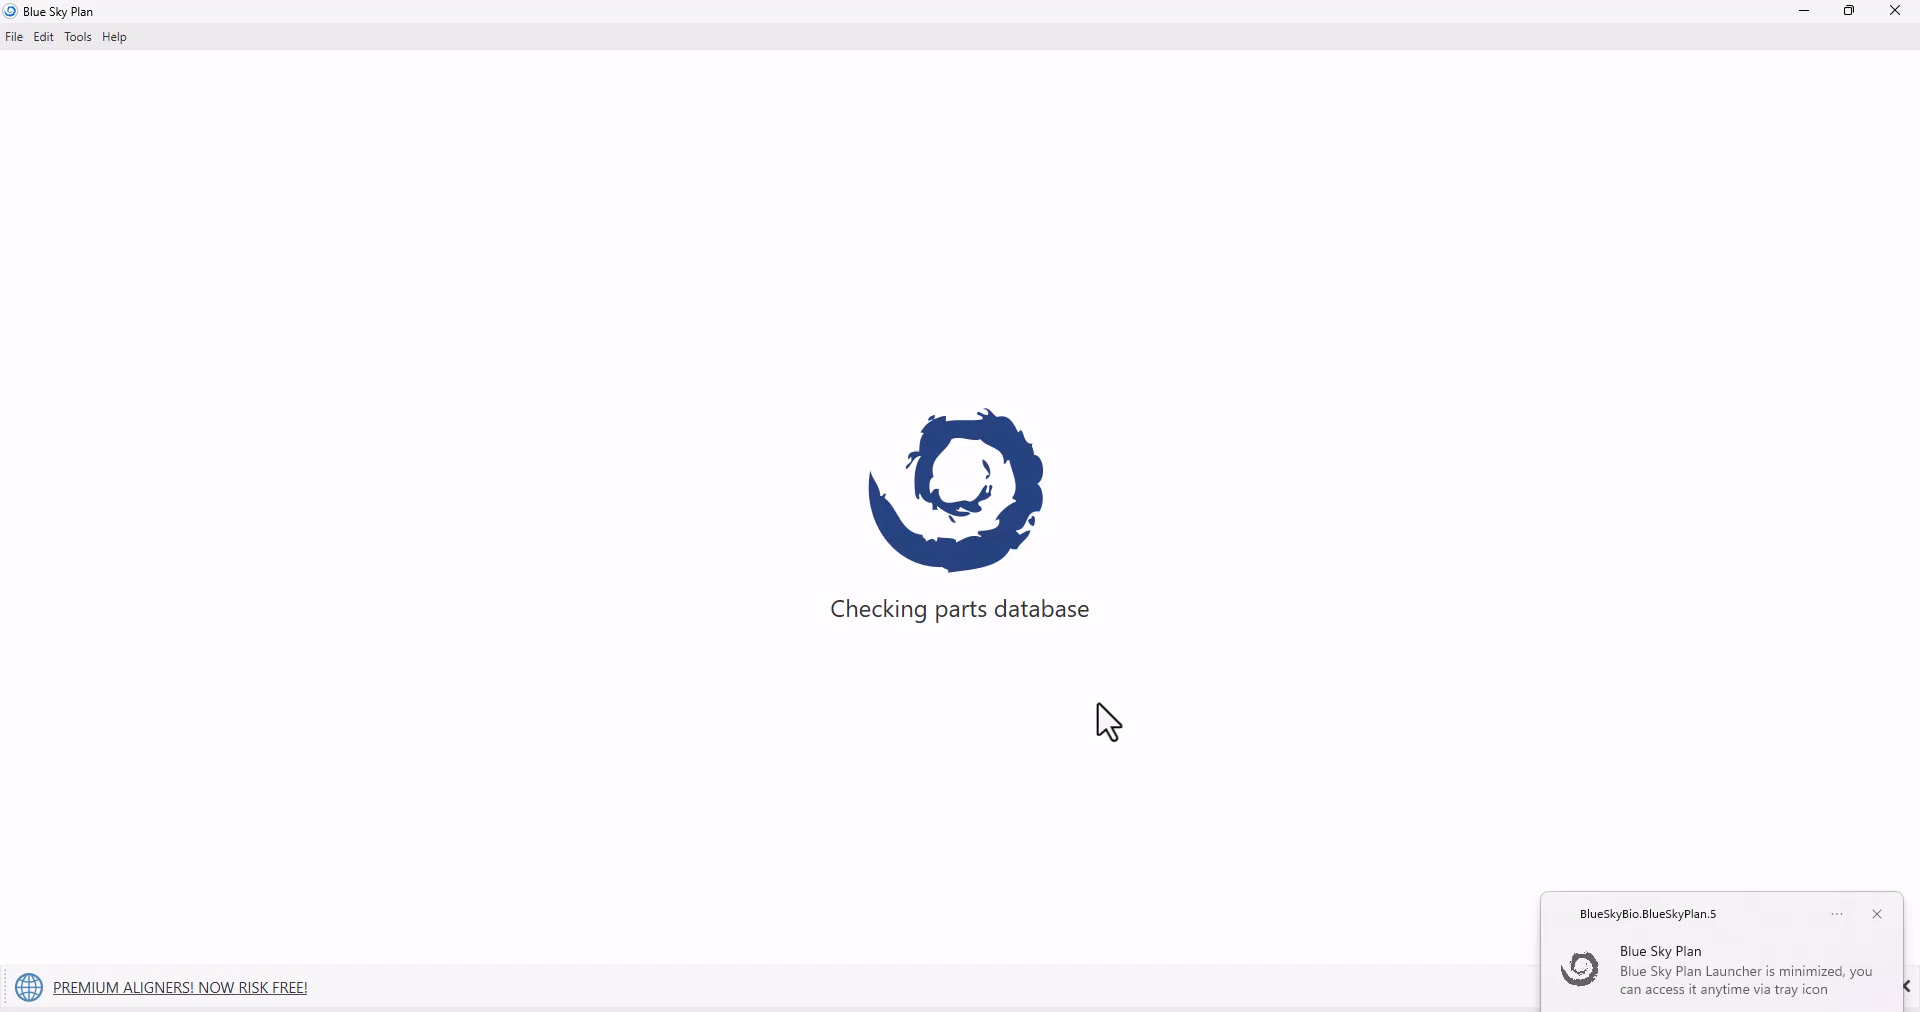 Blue Sky Plan
File Edit Tools Help
Checking parts database
BlueSkyBio.BlueSkyPlan.5
Blue Sky Plan
Blue Sky Plan Launcher is minimized, you
can access it anytime via tray icon
PREMIUM ALIGNERS! NOW RISK FREE!